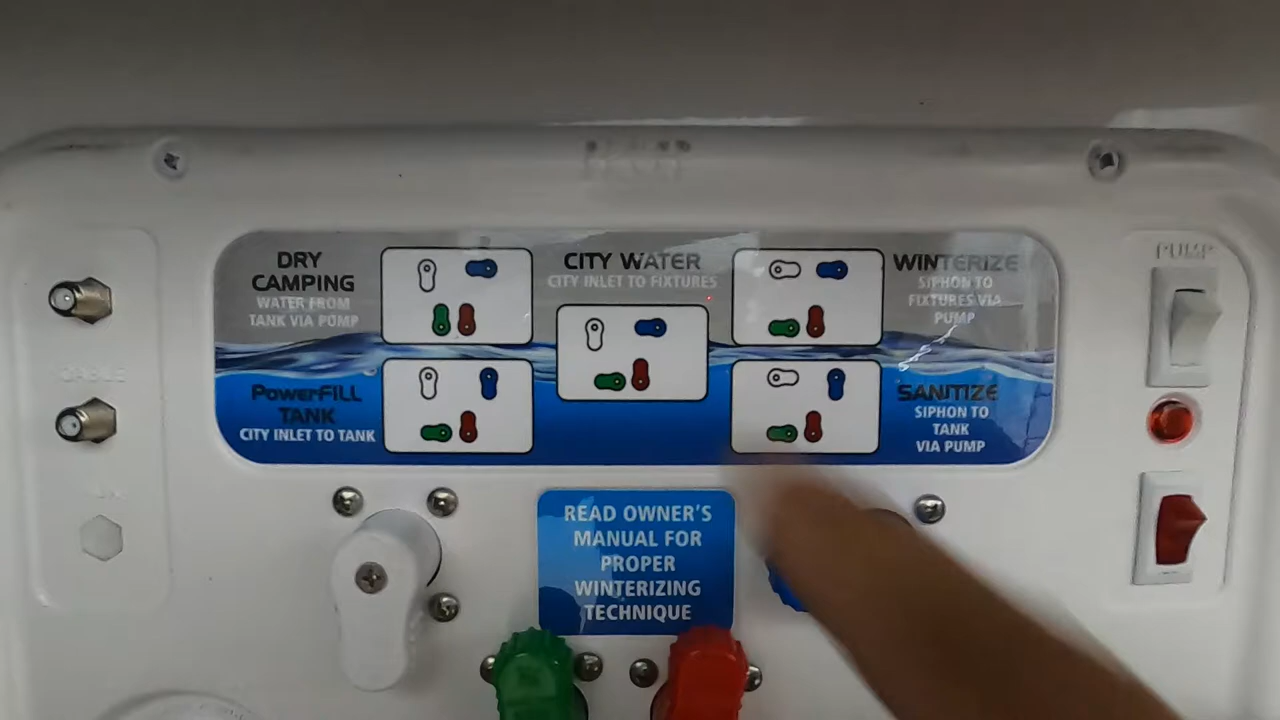 DRY
CAMPING
WATER FROM
TANK VIA PUMP
CITY WATER
CITY INLET TO FIXTURES
WINTERIZE
SIPHON TO
FIXTURES VIA
PUMP
PowerFILL
TANK
CITY INLET TO TANK
SANITIZE
SIPHON TO
TANK
VIA PUMP
READ OWNER'S
MANUAL FOR
PROPER
WINTERIZING
TECHNIQUE
PUMP
CABLE